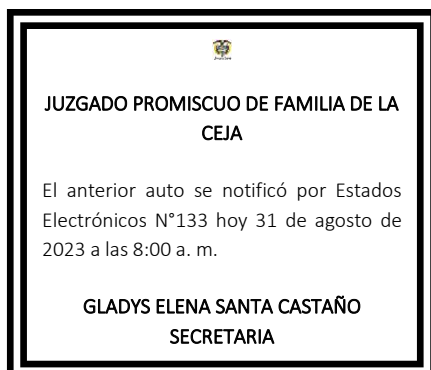 JUZGADO PROMISCUO DE FAMILIA DE LA
CEJA
El anterior auto se notificó por Estados
Electrónicos N°133 hoy 31 de agosto de
2023 a las 8:00 a. m.
GLADYS ELENA SANTA CASTAÑO
SECRETARIA